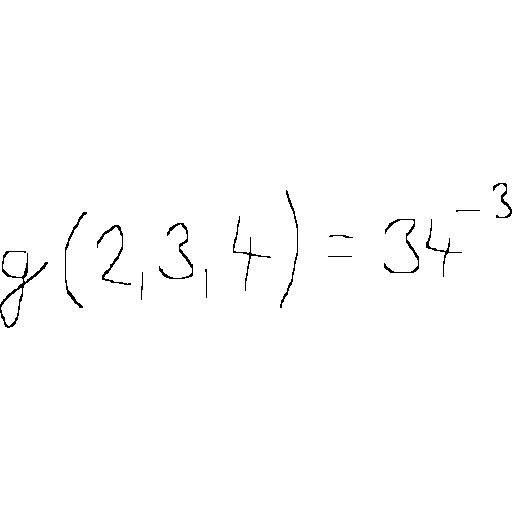 g(2,3,4) = 34^{-3}